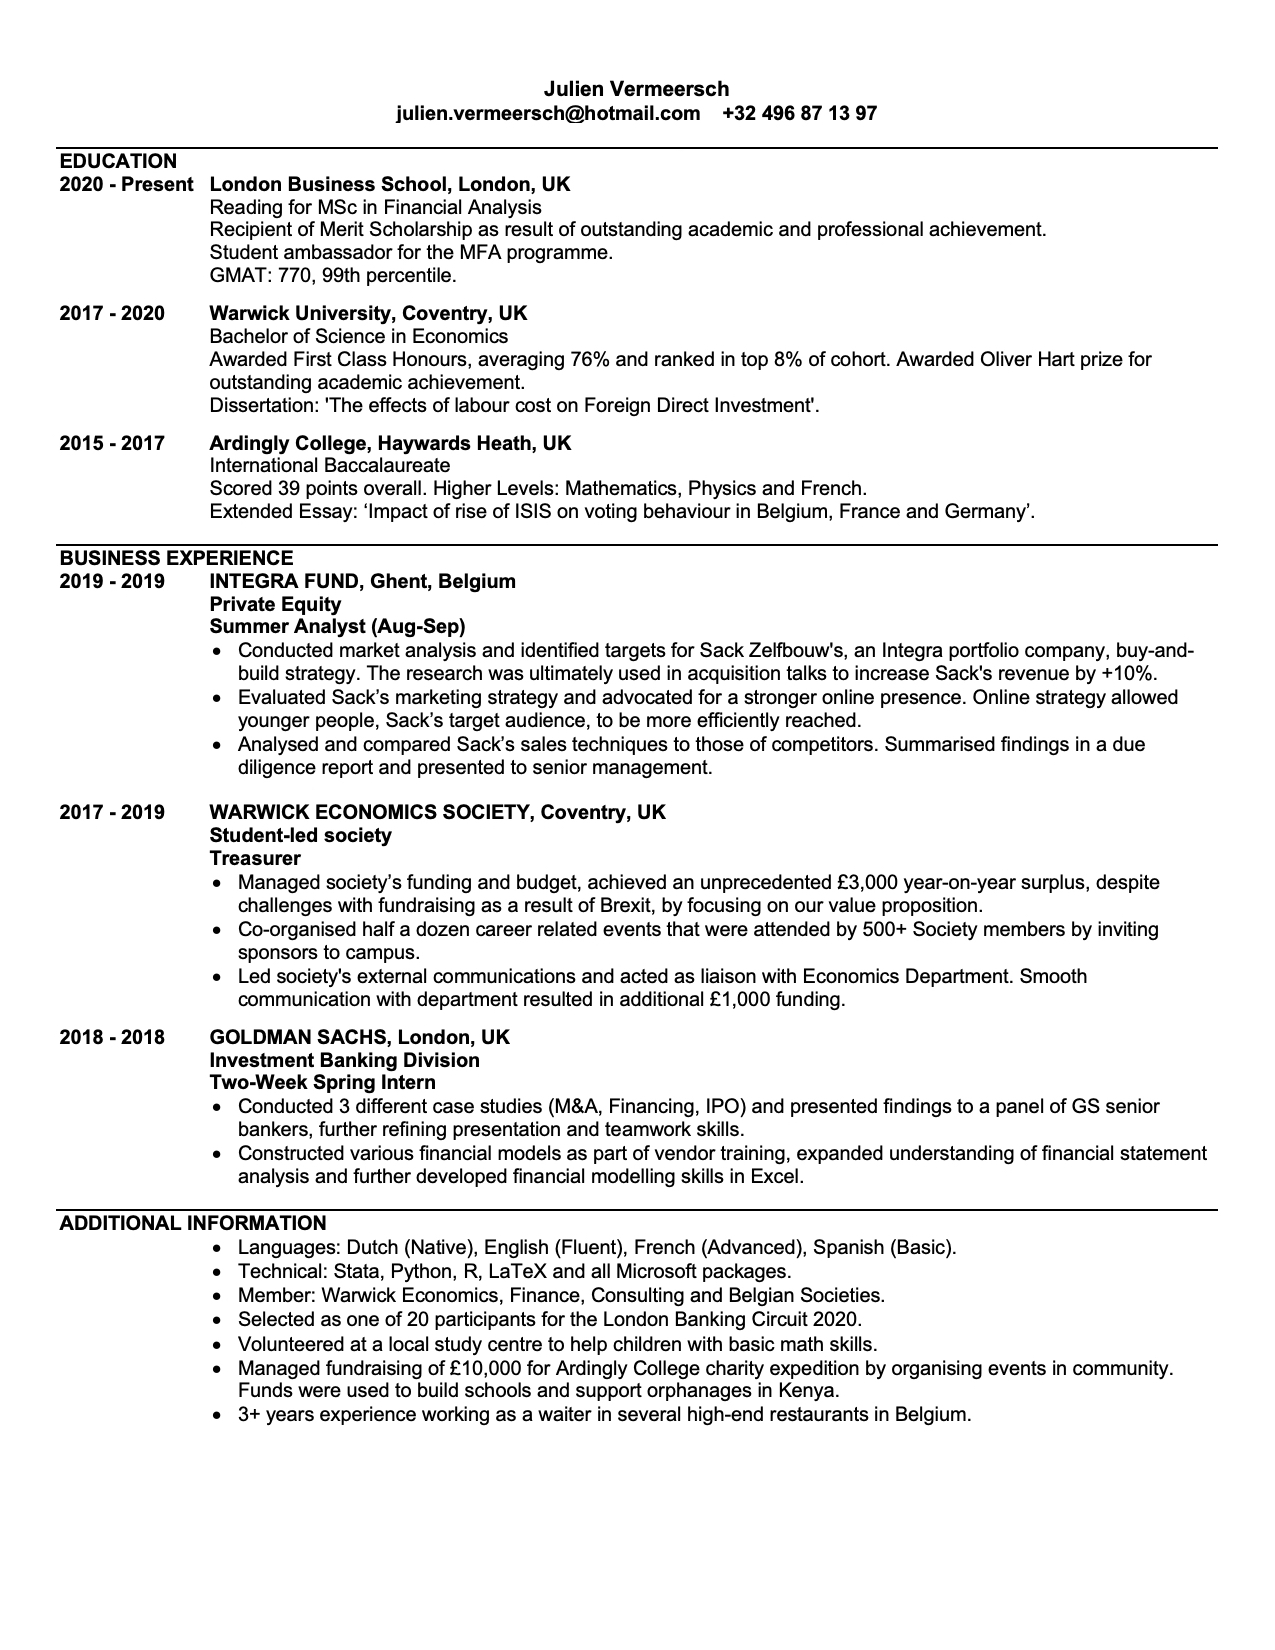 Julien Vermeersch
julien.vermeersch@hotmail.com +32 496 87 13 97
EDUCATION
2020 - Present London Business School, London, UK
Reading for MSc in Financial Analysis
Recipient of Merit Scholarship as result of outstanding academic and professional achievement.
Student ambassador for the MFA programme.
GMAT: 770, 99th percentile.
2017 - 2020 Warwick University, Coventry, UK
Bachelor of Science in Economics
Awarded First Class Honours, averaging 76% and ranked in top 8% of cohort. Awarded Oliver Hart prize for
outstanding academic achievement.
Dissertation: 'The effects of labour cost on Foreign Direct Investment'.
2015 - 2017 Ardingly College, Haywards Heath, UK
International Baccalaureate
Scored 39 points overall. Higher Levels: Mathematics, Physics and French.
Extended Essay: ‘Impact of rise of ISIS on voting behaviour in Belgium, France and Germany’.
BUSINESS EXPERIENCE
2019 - 2019 INTEGRA FUND, Ghent, Belgium
Private Equity
Summer Analyst (Aug-Sep)
• Conducted market analysis and identified targets for Sack Zelfbouw's, an Integra portfolio company, buy-and-
build strategy. The research was ultimately used in acquisition talks to increase Sack's revenue by +10%.
• Evaluated Sack’s marketing strategy and advocated for a stronger online presence. Online strategy allowed
younger people, Sack’s target audience, to be more efficiently reached.
• Analysed and compared Sack’s sales techniques to those of competitors. Summarised findings in a due
diligence report and presented to senior management.
2017 - 2019 WARWICK ECONOMICS SOCIETY, Coventry, UK
Student-led society
Treasurer
• Managed society’s funding and budget, achieved an unprecedented £3,000 year-on-year surplus, despite
challenges with fundraising as a result of Brexit, by focusing on our value proposition.
• Co-organised half a dozen career related events that were attended by 500+ Society members by inviting
sponsors to campus.
• Led society's external communications and acted as liaison with Economics Department. Smooth
communication with department resulted in additional £1,000 funding.
2018 - 2018 GOLDMAN SACHS, London, UK
Investment Banking Division
Two-Week Spring Intern
• Conducted 3 different case studies (M&A, Financing, IPO) and presented findings to a panel of GS senior
bankers, further refining presentation and teamwork skills.
• Constructed various financial models as part of vendor training, expanded understanding of financial statement
analysis and further developed financial modelling skills in Excel.
ADDITIONAL INFORMATION
• Languages: Dutch (Native), English (Fluent), French (Advanced), Spanish (Basic).
• Technical: Stata, Python, R, LaTeX and all Microsoft packages.
• Member: Warwick Economics, Finance, Consulting and Belgian Societies.
• Selected as one of 20 participants for the London Banking Circuit 2020.
• Volunteered at a local study centre to help children with basic math skills.
• Managed fundraising of £10,000 for Ardingly College charity expedition by organising events in community.
Funds were used to build schools and support orphanages in Kenya.
• 3+ years experience working as a waiter in several high-end restaurants in Belgium.